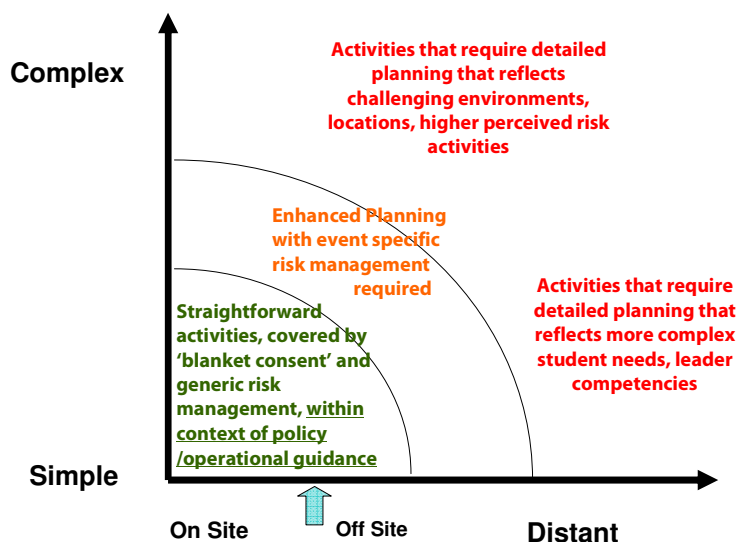 Complex
Activities that require detailed
planning that reflects
challenging environments,
locations, higher perceived risk
activities
Enhanced Planning
with event specific
risk management
required
Activities that require
detailed planning that
reflects more complex
student needs, leader
competencies
Straightforward
activities, covered by
‘blanket consent’ and
generic risk
management, within
context of policy
/operational guidance
Simple
On Site
Off Site
Distant